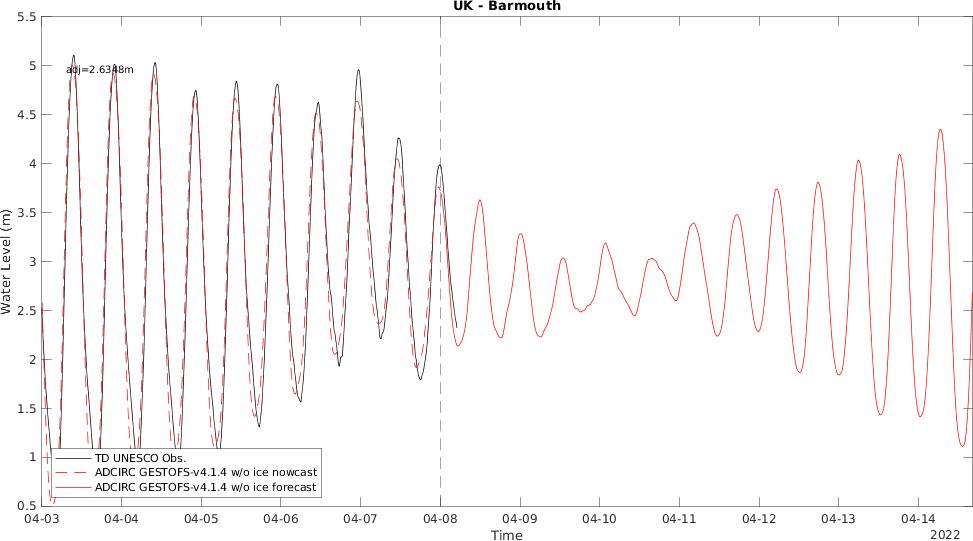 UK - Barmouth
5.5
5
4.5
4
3.5
3
2.5
2
1.5
1
0.5
Water Level (m)
adj=2.6348m
TD UNESCO Obs.
ADCIRC GESTOFS-v4.1.4 w/o ice nowcast
ADCIRC GESTOFS-v4.1.4 w/o ice forecast
04-03 04-04 04-05 04-06 04-07 04-08 04-09 04-10 04-11 04-12 04-13 04-14
2022
Time